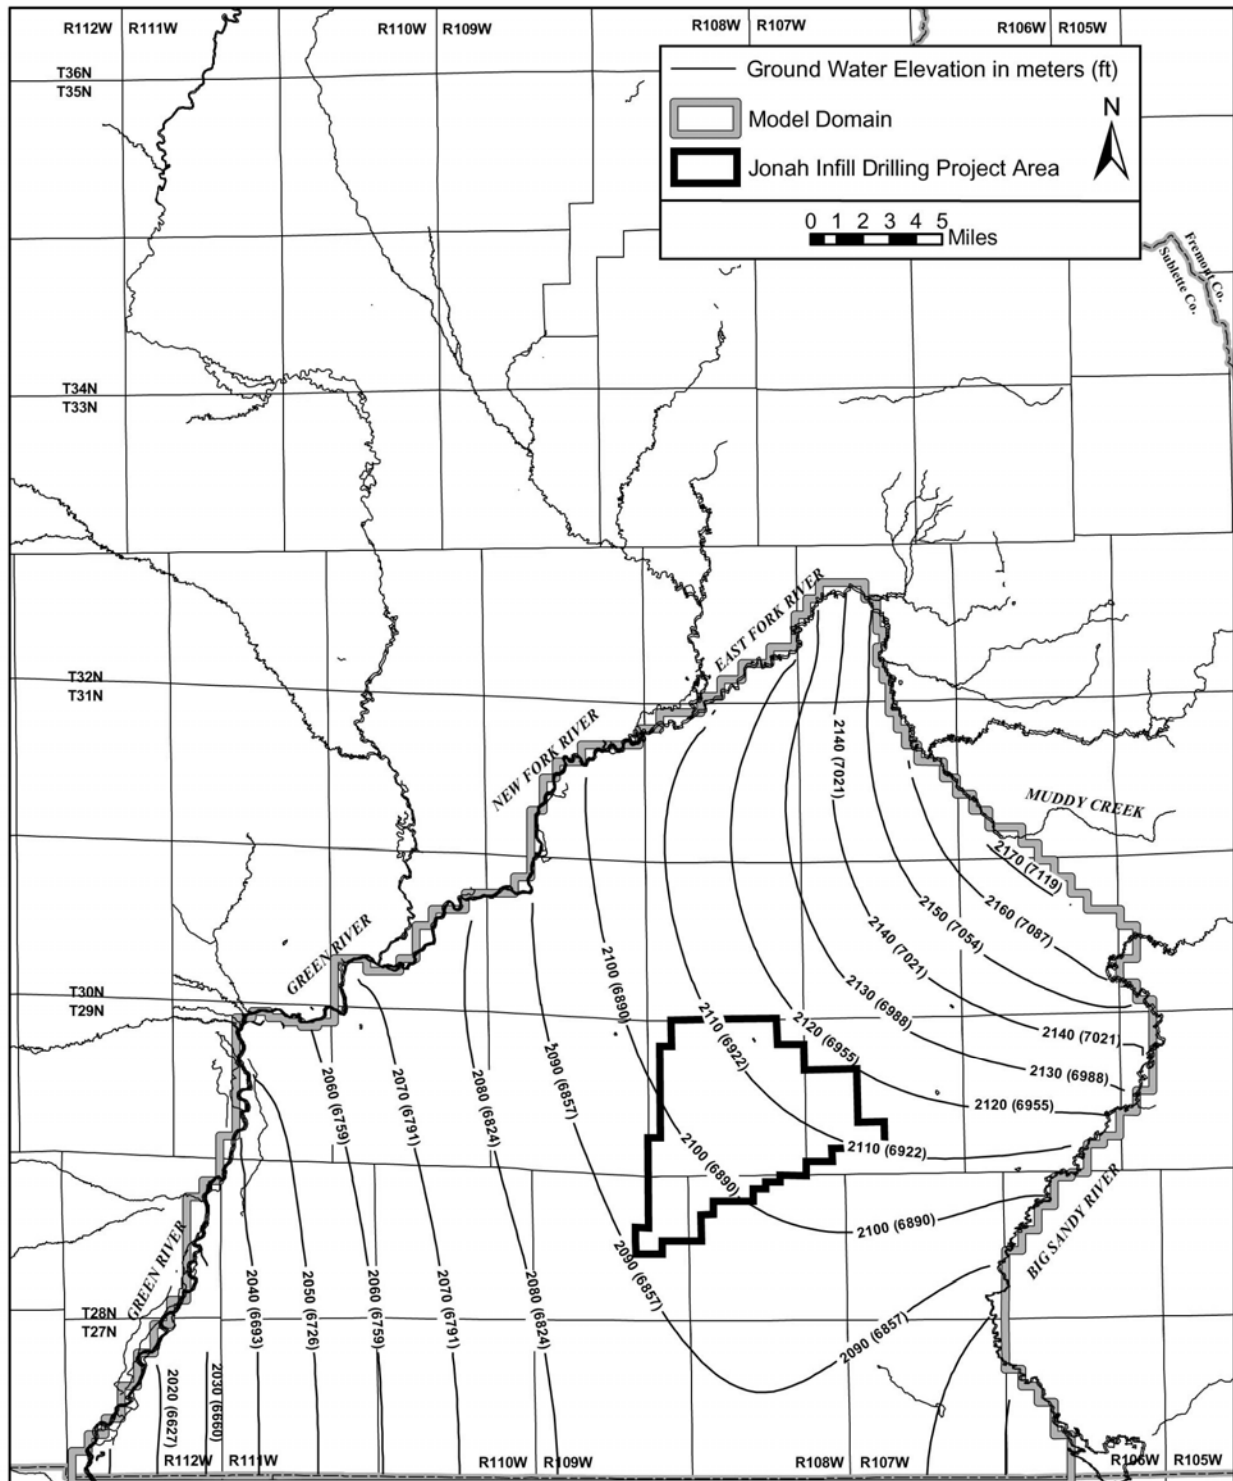 R112W R111W R110W R109W R108W R107W R106W R105W
T36N
T35N
Ground Water Elevation in meters (ft)
Model Domain
Jonah Infill Drilling Project Area
N
0 1 2 3 4 5 Miles
Fremont Co.
Sublette Co.
T34N
T33N
EAST FORK RIVER
T32N
T31N
NEW FORK RIVER
2140 (7021)
MUDDY CREEK
2170 (7119)
2160 (7087)
2150 (7054)
2140 (7021)
GREEN RIVER
2100 (6890)
2130 (6988)
T30N
T29N
2110 (6922)
2120 (6955)
2140 (7021)
2130 (6988)
2120 (6955)
2110 (6922)
2060 (6759)
2070 (6791)
2080 (6824)
2090 (6857)
2100 (6890)
2100 (6890)
BIG SANDY RIVER
GREEN RIVER
2090 (6857)
2040 (6693)
2050 (6726)
2060 (6759)
2070 (6791)
2080 (6824)
T28N
T27N
2090 (6857)
2020 (6627)
2030 (6660)
R112W R111W R110W R109W R108W R107W R106W R105W